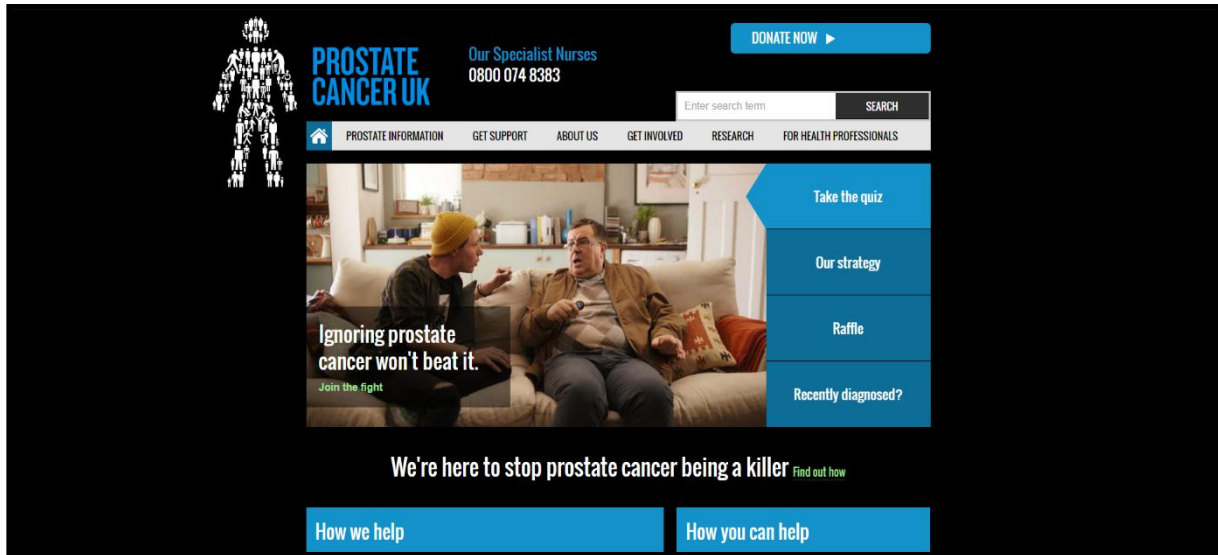 DONATE NOW
PROSTATE
CANCER UK
Our Specialist Nurses
0800 074 8383
Enter search term
SEARCH
PROSTATE INFORMATION
GET SUPPORT
ABOUT US
GET INVOLVED
RESEARCH
FOR HEALTH PROFESSIONALS
Ignoring prostate
cancer won't beat it.
Join the fight
Take the quiz
Our strategy
Raffle
Recently diagnosed?
We're here to stop prostate cancer being a killer Find out how
How we help
How you can help